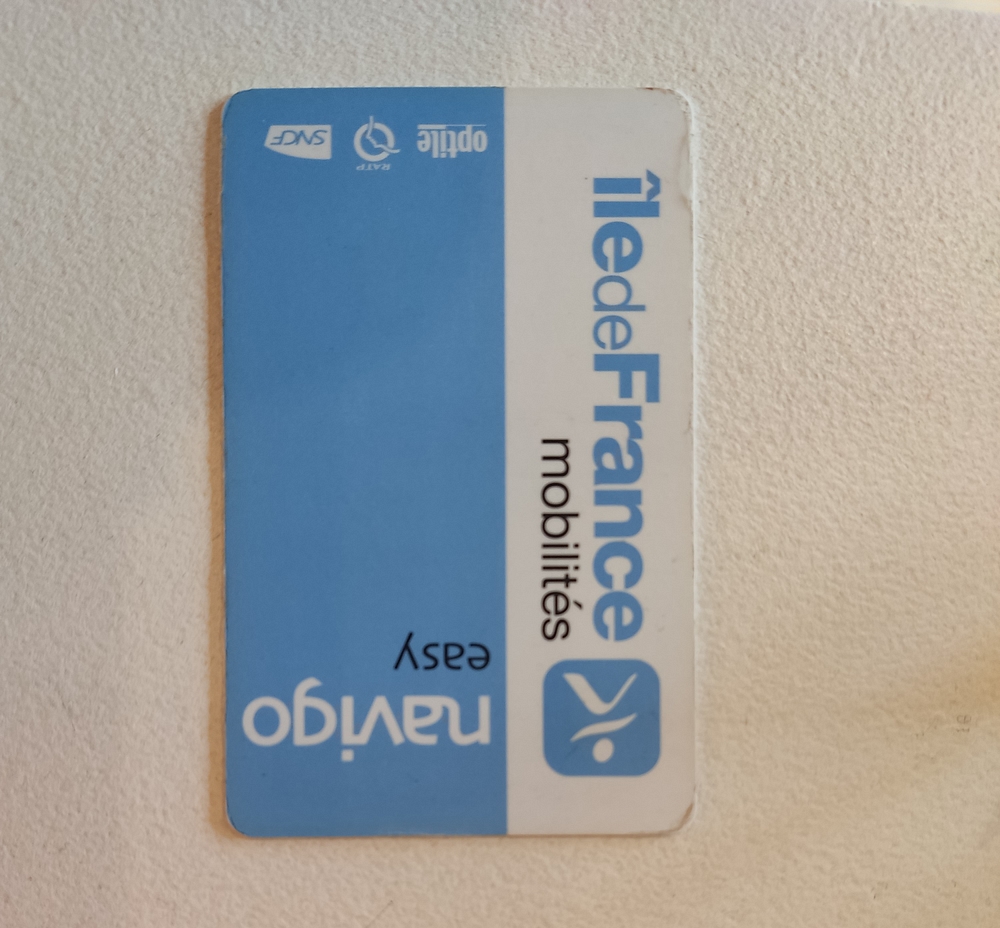 navigo
easy
optile
RATP
SNCF
îledeFrance
mobilités